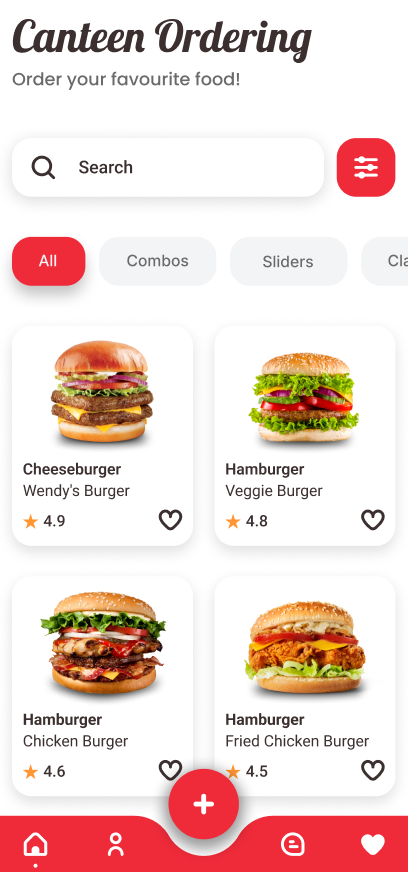 Canteen Ordering
Order your favourite food!
Search
All
Combos
Sliders
Cla
Cheeseburger
Wendy's Burger
4.9
Hamburger
Veggie Burger
4.8
Hamburger
Chicken Burger
4.6
Hamburger
Fried Chicken Burger
4.5